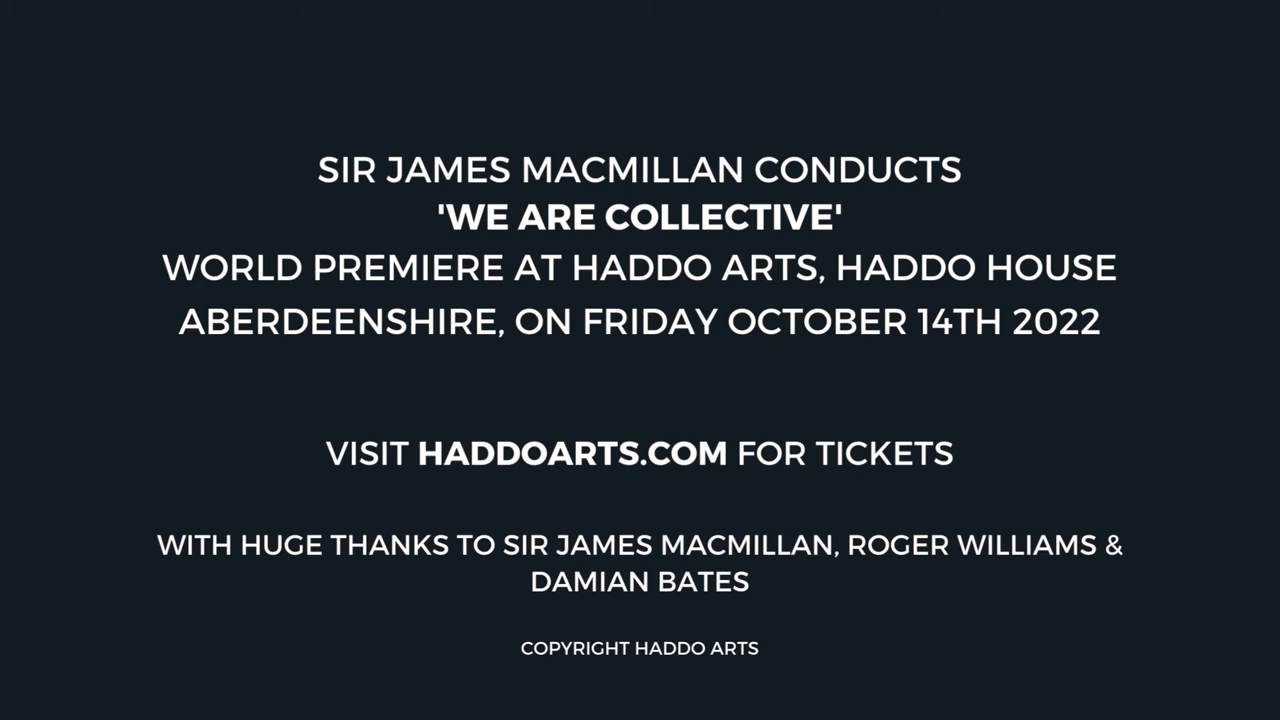 SIR JAMES MACMILLAN CONDUCTS
'WE ARE COLLECTIVE'
WORLD PREMIERE AT HADDO ARTS, HADDO HOUSE
ABERDEENSHIRE, ON FRIDAY OCTOBER 14TH 2022
VISIT HADDOARTS.COM FOR TICKETS
WITH HUGE THANKS TO SIR JAMES MACMILLAN, ROGER WILLIAMS &
DAMIAN BATES
COPYRIGHT HADDO ARTS